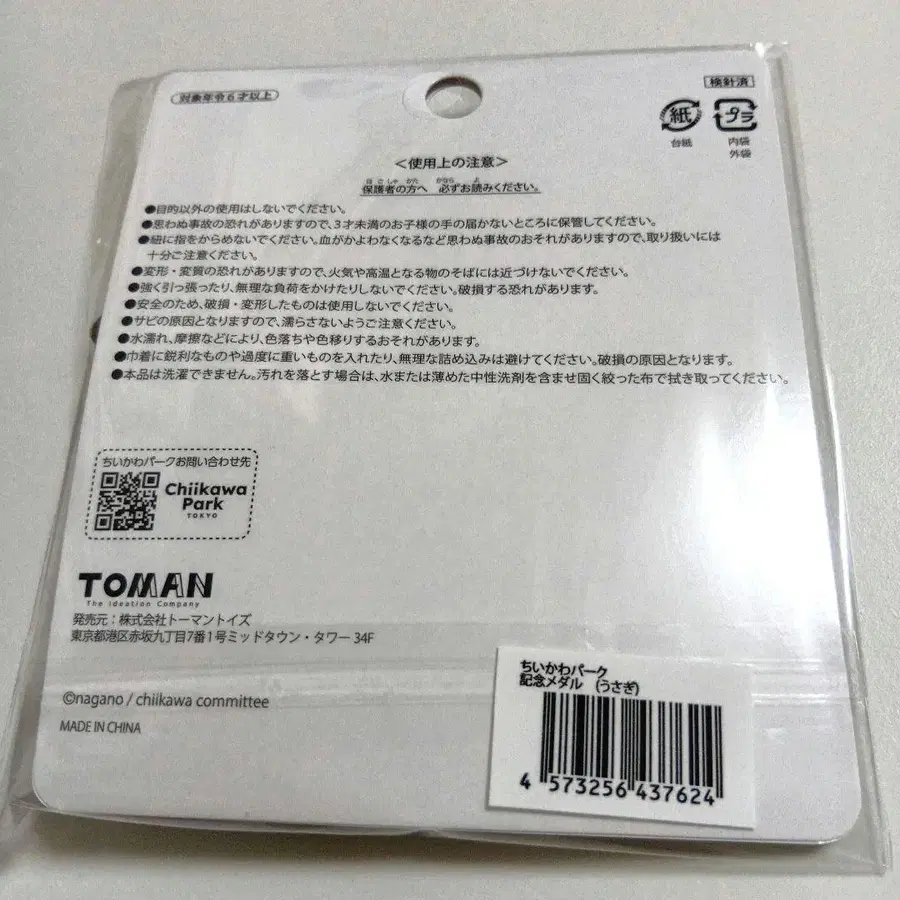 対象年令6才以上
検針済
紙
プラ
台紙
内袋
外袋
<使用上の注意>
ほごしゃ かた かなら よ
保護者の方へ 必ずお読みください。
●目的以外の使用はしないでください。
●思わぬ事故の恐れがありますので、3才未満のお子様の手の届かないところに保管してください。
●紐に指をからめないでください。血がかよわなくなるなど思わぬ事故のおそれがありますので、取り扱いには
十分ご注意ください。
●変形・変質の恐れがありますので、火気や高温となる物のそばには近づけないでください。
●強く引っ張ったり、無理な負荷をかけたりしないでください。破損する恐れがあります。
●安全のため、破損・変形したものは使用しないでください。
●サビの原因となりますので、濡らさないようご注意ください。
●水濡れ、摩擦などにより、色落ちや色移りするおそれがあります。
●巾着に鋭利なものや過度に重いものを入れたり、無理な詰め込みは避けてください。破損の原因となります。
●本品は洗濯できません。汚れを落とす場合は、水または薄めた中性洗剤を含ませ固く絞った布で拭き取ってください。
ちいかわパークお問い合わせ先
Chiikawa
Park
TOKYO
TOMAN
The Ideation Company
発売元：株式会社トーマントイズ
東京都港区赤坂九丁目7番1号ミッドタウン・タワー 34F
©nagano / chiikawa committee
MADE IN CHINA
ちいかわパーク
記念メダル (うさぎ)
4 573256 437624